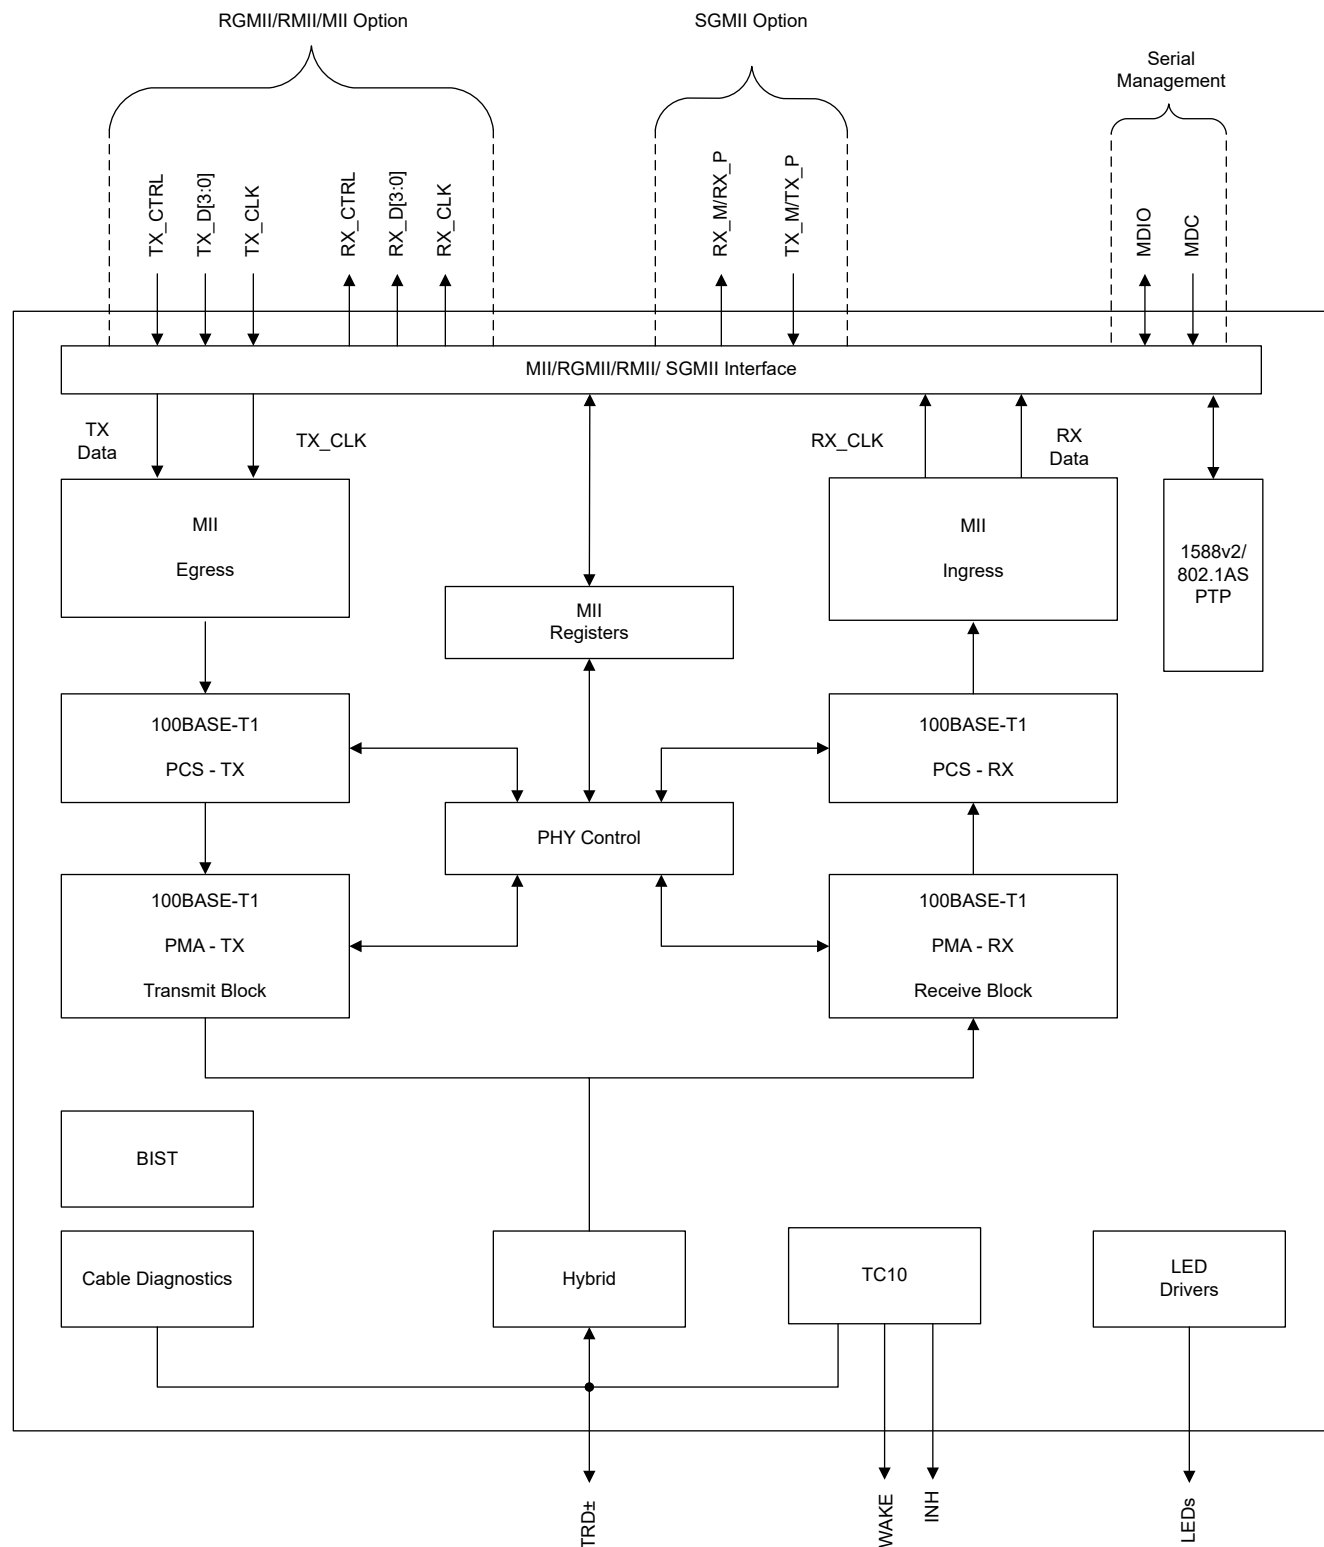 RGMII/RMII/MII Option
SGMII Option
Serial
Management
TX_CTRL
TX_D[3:0]
TX_CLK
RX_CTRL
RX_D[3:0]
RX_CLK
RX_M/RX_P
TX_M/TX_P
MDIO
MDC
MII/RGMII/RMII/ SGMII Interface
TX
Data
TX_CLK
RX_CLK
RX
Data
MII
Egress
MII
Ingress
1588v2/
802.1AS
PTP
MII
Registers
100BASE-T1
PCS - TX
100BASE-T1
PCS - RX
PHY Control
100BASE-T1
PMA - TX
Transmit Block
100BASE-T1
PMA - RX
Receive Block
BIST
Cable Diagnostics
Hybrid
TC10
LED
Drivers
TRD±
WAKE
INH
LEDs